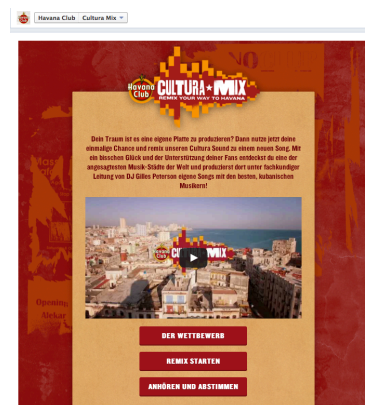 Havana Club
Cultura Mix
NO
Havana Club
CULTURA★MIX
REMIX YOUR WAY TO HAVANA
Dein Traum ist es eine eigene Platte zu produzieren? Dann nutze jetzt deine
einmalige Chance und remix unseren Cultura Sound zu einem neuen Song. Mit
ein bisschen Glück und der Unterstützung deiner Fans entdeckst du eine der
angesagtesten Musik-Städte der Welt und produzierst dort unter fachkundiger
Leitung von DJ Gilles Peterson eigene Songs mit den besten, kubanischen
Musikern!
DER WETTBEWERB
REMIX STARTEN
ANHÖREN UND ABSTIMMEN
Opening
Alekar